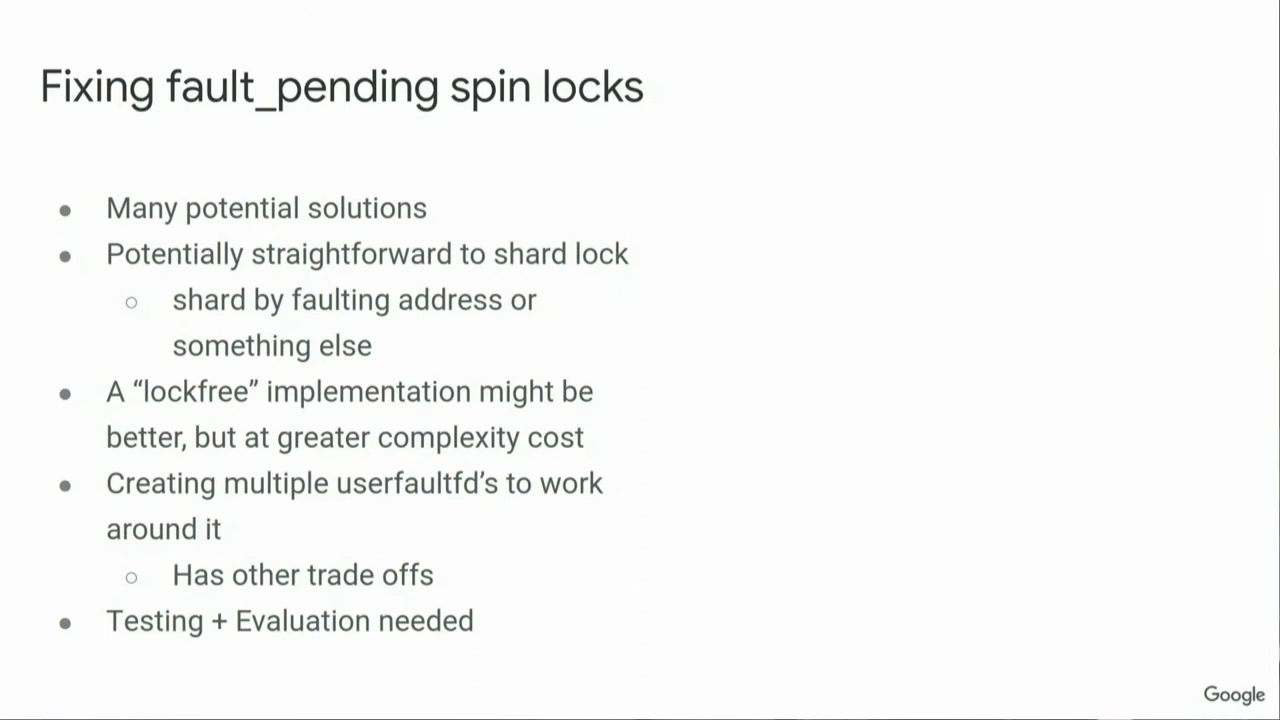 Fixing fault_pending spin locks
● Many potential solutions
● Potentially straightforward to shard lock
○ shard by faulting address or
something else
● A “lockfree” implementation might be
better, but at greater complexity cost
● Creating multiple userfaultfd’s to work
around it
○ Has other trade offs
● Testing + Evaluation needed
Google